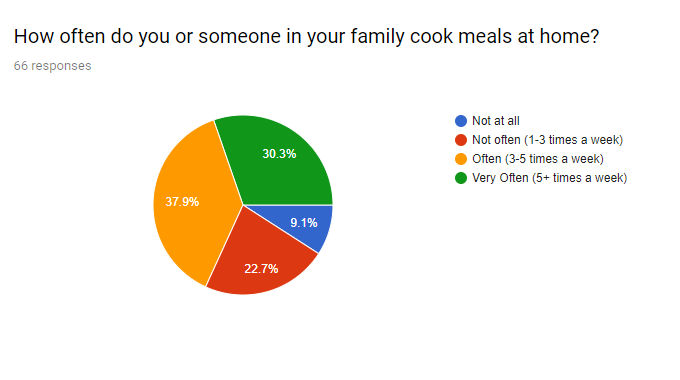 How often do you or someone in your family cook meals at home?
66 responses
30.3%
37.9%
9.1%
22.7%
Not at all
Not often (1-3 times a week)
Often (3-5 times a week)
Very Often (5+ times a week)